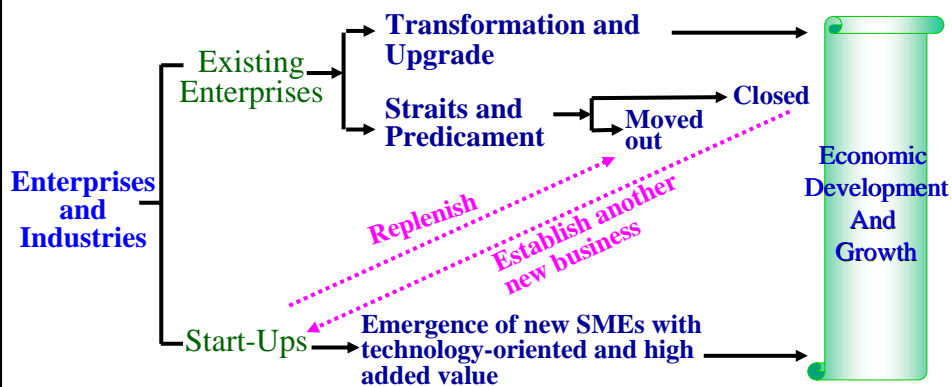 Transformation and
Upgrade
Existing
Enterprises
Closed
Straits and
Predicament
Moved
out
Enterprises
and
Industries
Economic
Development
And
Growth
Replenish
Establish another
new business
Start-Ups
Emergence of new SMEs with
technology-oriented and high
added value